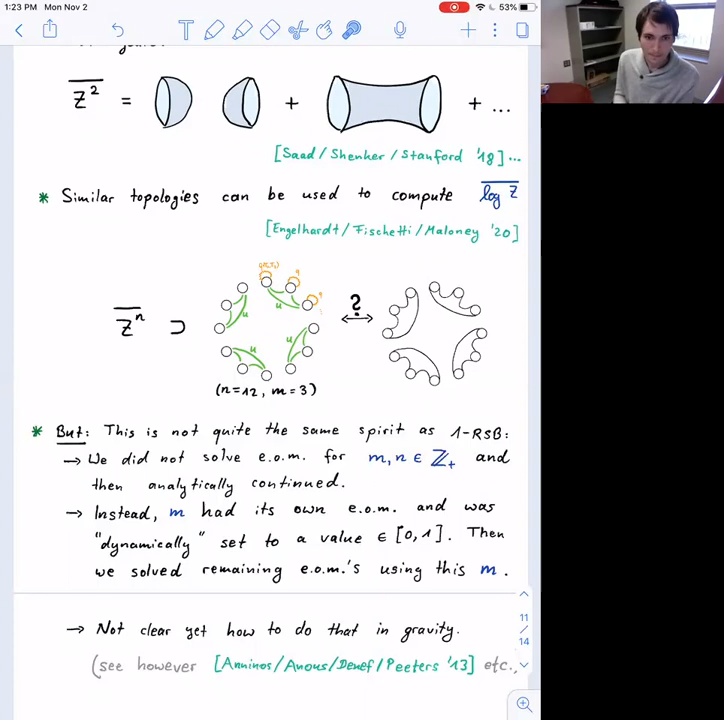 1:23 PM Mon Nov 2
53%
Z² = + + ...
[Saad/Shenker/Stanford '18]...
* Similar topologies can be used to compute log Z
[Engelhardt/Fischetti/Maloney '20]
Zⁿ ⊃ ? ↔
u u u u
(n=12, m=3)
* But: This is not quite the same spirit as 1-RSB:
→ We did not solve e.o.m. for m,n ∈ ℤ₊ and
then analytically continued.
→ Instead, m had its own e.o.m. and was
"dynamically" set to a value ∈ [0,1]. Then
we solved remaining e.o.m.'s using this m.
→ Not clear yet how to do that in gravity.
(see however [Anninos/Anous/Denef/Peeters '13] etc.,
11
/
14